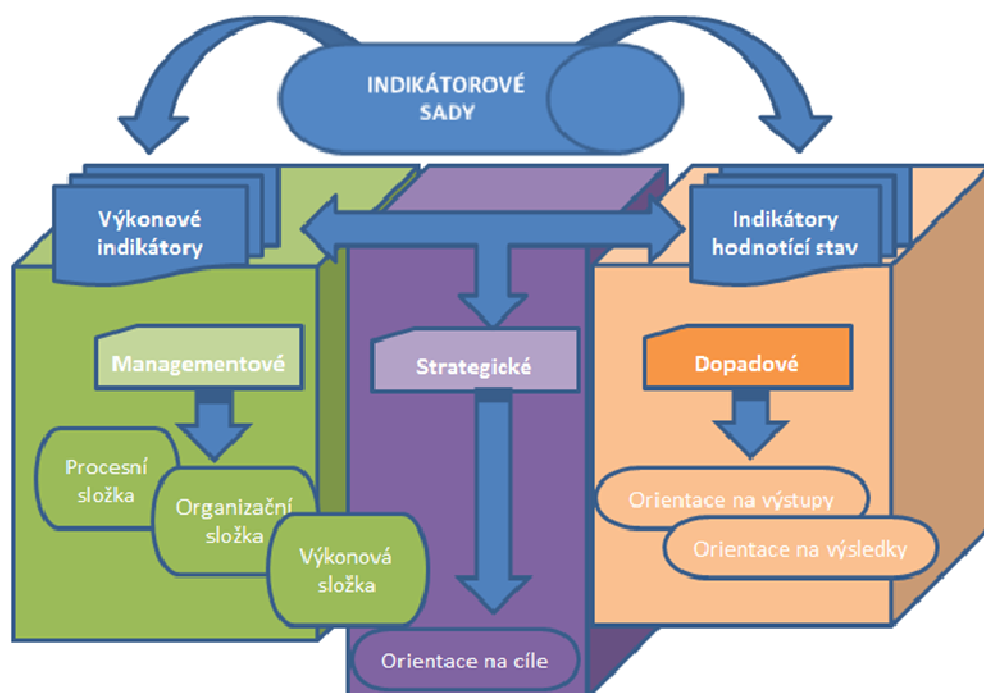 INDIKÁTOROVÉ
SADY
Výkonové
indikátory
Indikátory
hodnotící stav
Managementové
Strategické
Dopadové
Procesní
složka
Organizační
složka
Výkonová
složka
Orientace na výstupy
Orientace na výsledky
Orientace na cíle